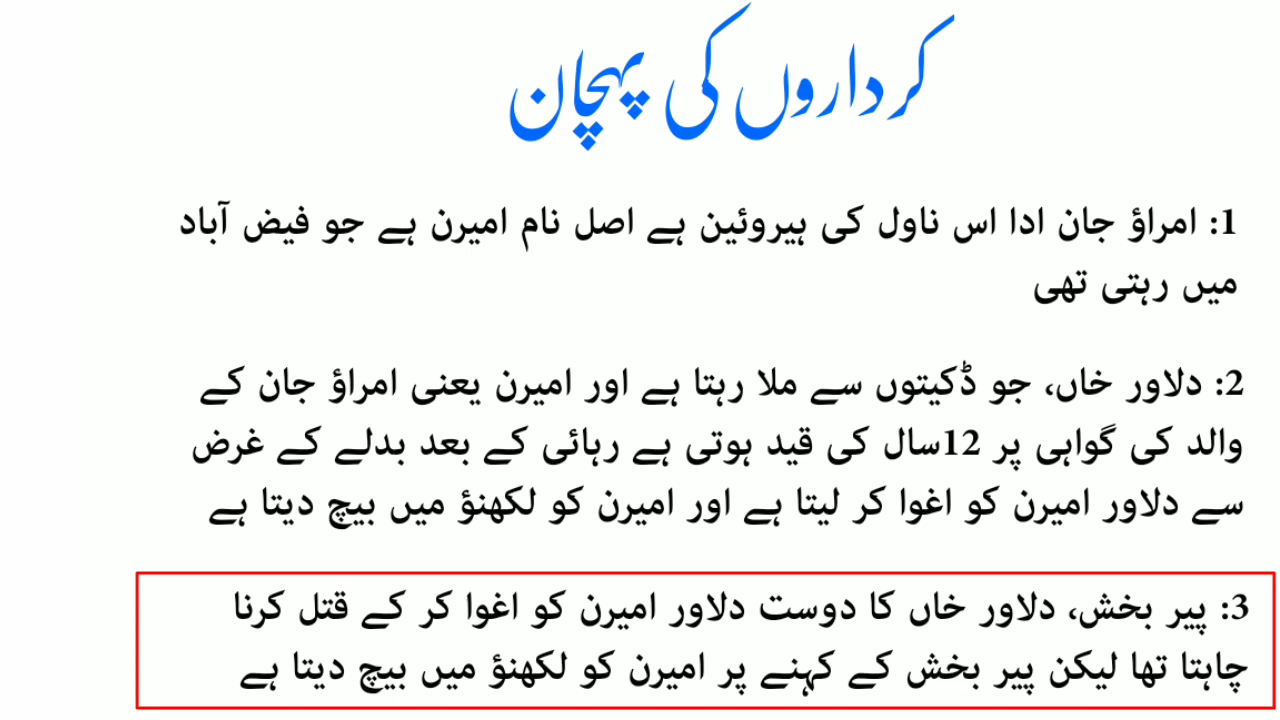 کرداروں کی پہچان
1: امراؤ جان ادا اس ناول کی ہیروئین ہے اصل نام امیرن ہے جو فیض آباد
میں رہتی تھی
2: دلاور خاں، جو ڈکیتوں سے ملا رہتا ہے اور امیرن یعنی امراؤ جان کے
والد کی گواہی پر 12سال کی قید ہوتی ہے رہائی کے بعد بدلے کے غرض
سے دلاور امیرن کو اغوا کر لیتا ہے اور امیرن کو لکھنؤ میں بیچ دیتا ہے
3: پیر بخش، دلاور خاں کا دوست دلاور امیرن کو اغوا کر کے قتل کرنا
چاہتا تھا لیکن پیر بخش کے کہنے پر امیرن کو لکھنؤ میں بیچ دیتا ہے